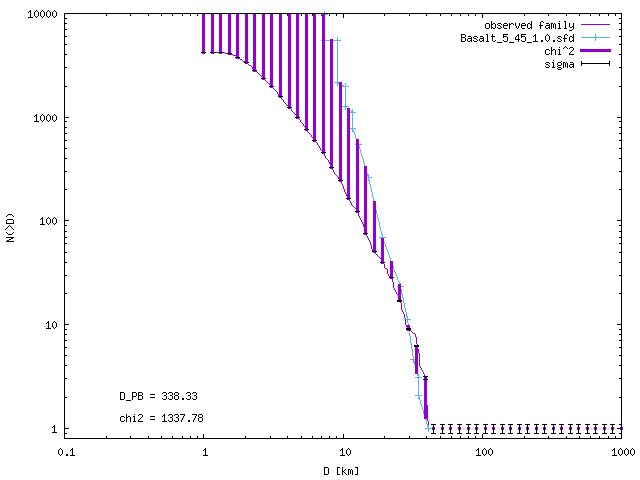 10000
1000
100
10
1
N(>D)
observed family
Basalt_5_45_1.0.sfd
chi^2
sigma
D_PB = 338.33
chi2 = 1337.78
0.1 1 10 100 1000
D [km]